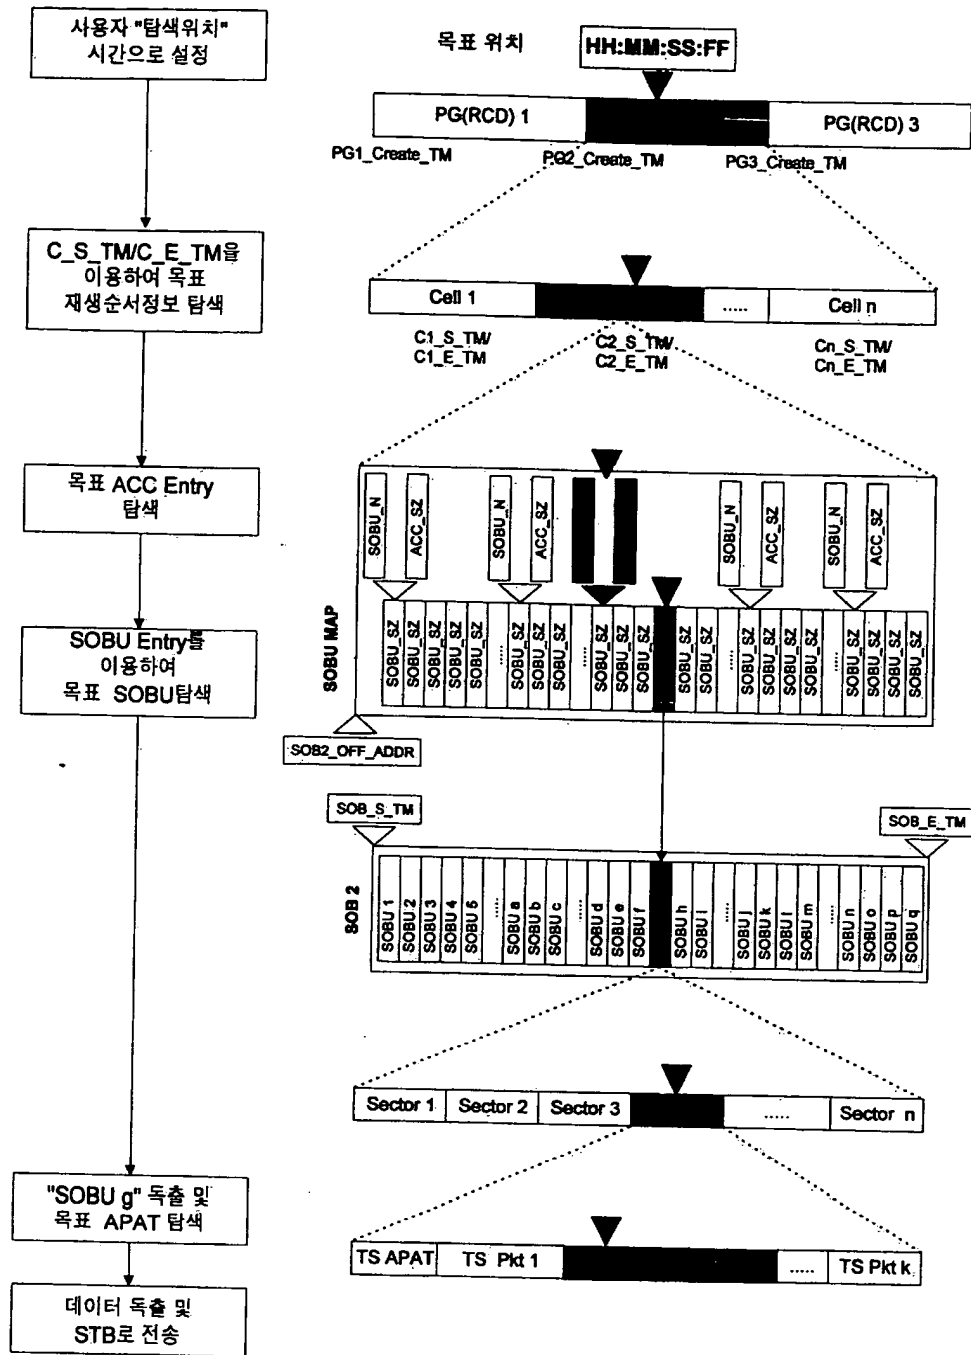 사용자 "탐색위치"
시간으로 설정
목표 위치
HH:MM:SS:FF
PG(RCD) 1
PG(RCD) 3
PG1_Create_TM
PG2_Create_TM
PG3_Create_TM
C_S_TM/C_E_TM을
이용하여 목표
재생순서정보 탐색
Cell 1
.....
Cell n
C1_S_TM/
C1_E_TM
C2_S_TM/
C2_E_TM
Cn_S_TM/
Cn_E_TM
목표 ACC Entry
탐색
SOBU_N
ACC_SZ
SOBU_N
ACC_SZ
SOBU_N
ACC_SZ
SOBU_N
ACC_SZ
SOBU Entry를
이용하여
목표 SOBU탐색
SOBU MAP
SOBU_SZ
SOBU_SZ
SOBU_SZ
SOBU_SZ
SOBU_SZ
.....
SOBU_SZ
SOBU_SZ
SOBU_SZ
.....
SOBU_SZ
SOBU_SZ
SOBU_SZ
SOBU_SZ
SOBU_SZ
.....
SOBU_SZ
SOBU_SZ
SOBU_SZ
SOBU_SZ
.....
SOBU_SZ
SOBU_SZ
SOBU_SZ
SOBU_SZ
SOB2_OFF_ADDR
SOB_S_TM
SOB_E_TM
SOB 2
SOBU 1
SOBU 2
SOBU 3
SOBU 4
SOBU 5
.....
SOBU a
SOBU b
SOBU c
.....
SOBU d
SOBU e
SOBU f
SOBU h
SOBU i
.....
SOBU j
SOBU k
SOBU l
SOBU m
.....
SOBU n
SOBU o
SOBU p
SOBU q
Sector 1
Sector 2
Sector 3
.....
Sector n
"SOBU g" 독출 및
목표 APAT 탐색
TS APAT
TS Pkt 1
.....
TS Pkt k
데이터 독출 및
STB로 전송